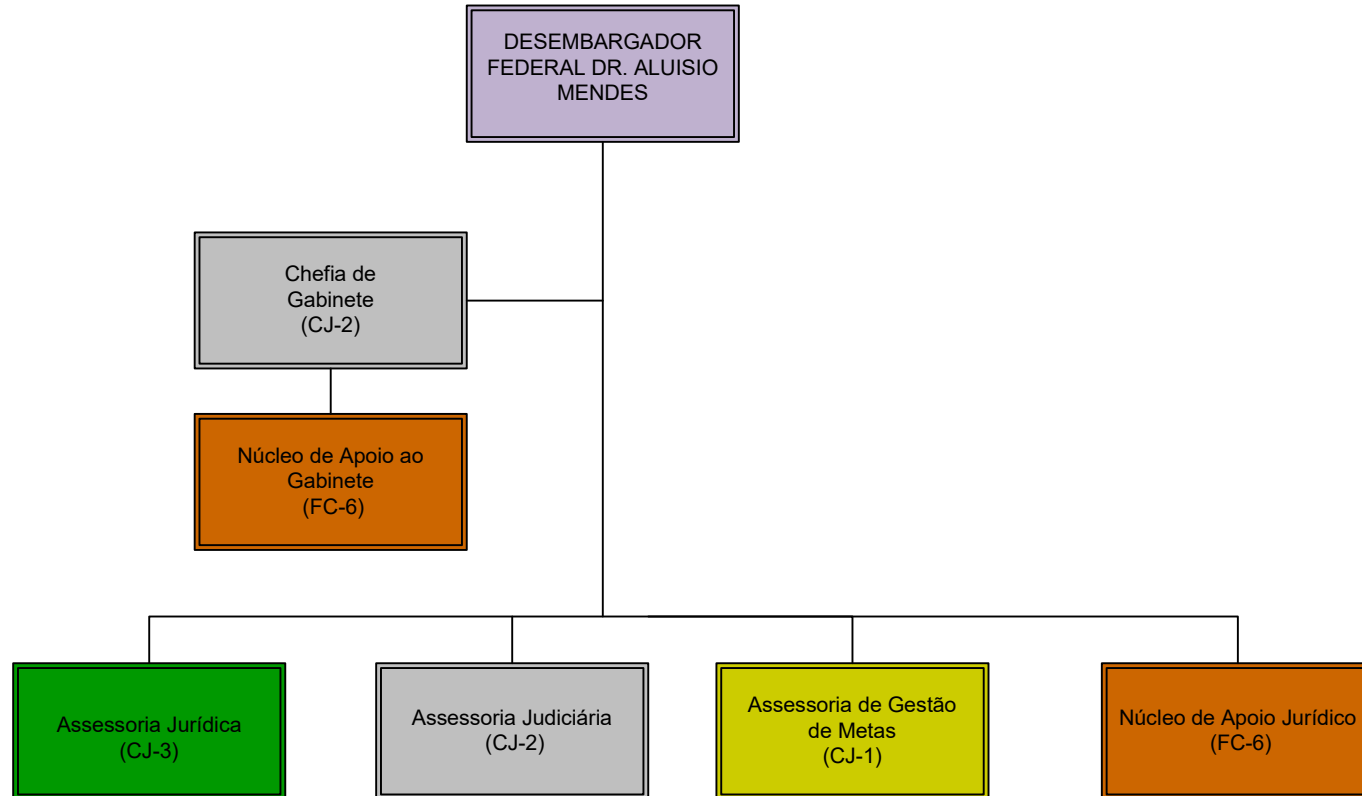 DESEMBARGADOR
FEDERAL DR. ALUISIO
MENDES
Chefia de
Gabinete
(CJ-2)
Núcleo de Apoio ao
Gabinete
(FC-6)
Assessoria Jurídica
(CJ-3)
Assessoria Judiciária
(CJ-2)
Assessoria de Gestão
de Metas
(CJ-1)
Núcleo de Apoio Jurídico
(FC-6)